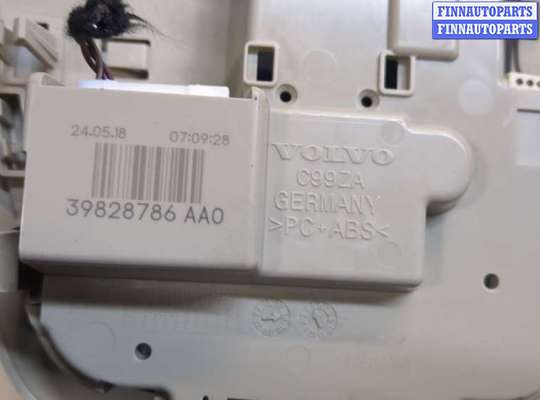 FINNAUTOPARTS
FINNAUTOPARTS
24.05.18 07:09:28
39828786 AA0
VOLVO
C99ZA
GERMANY
>PC+ABS<